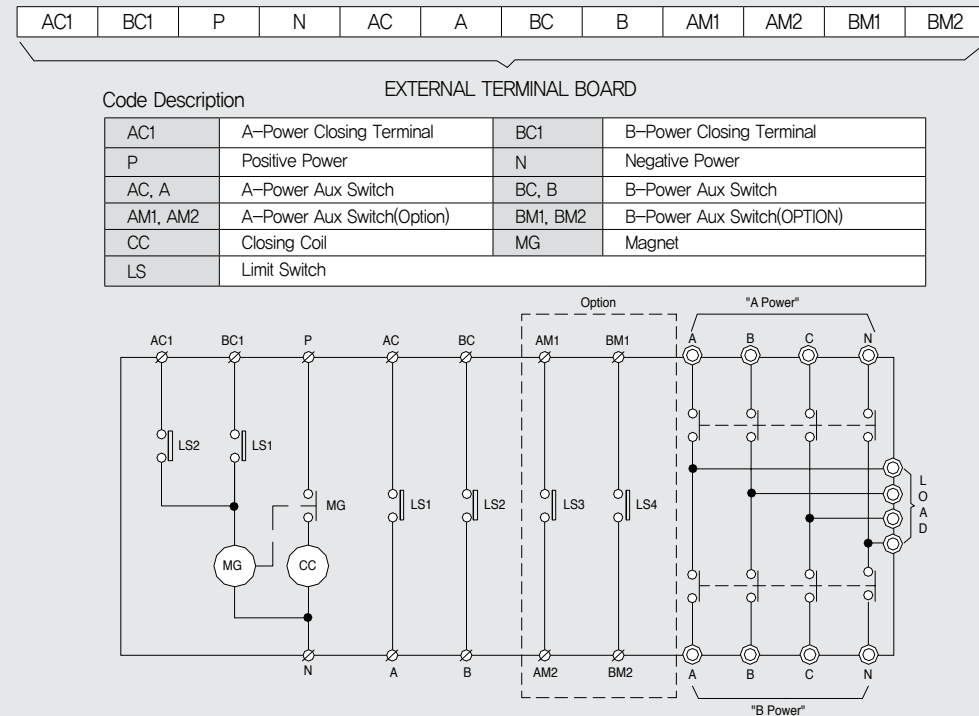 AC1 BC1 P N AC A BC B AM1 AM2 BM1 BM2
EXTERNAL TERMINAL BOARD
Code Description
AC1 A-Power Closing Terminal BC1 B-Power Closing Terminal
P Positive Power N Negative Power
AC, A A-Power Aux Switch BC, B B-Power Aux Switch
AM1, AM2 A-Power Aux Switch(Option) BM1, BM2 B-Power Aux Switch(OPTION)
CC Closing Coil MG Magnet
LS Limit Switch
Option "A Power"
AC1 BC1 P AC BC AM1 BM1 A B C N
LS2 LS1
LOAD
MG LS1 LS2 LS3 LS4
MG CC
N A B AM2 BM2 A B C N
"B Power"